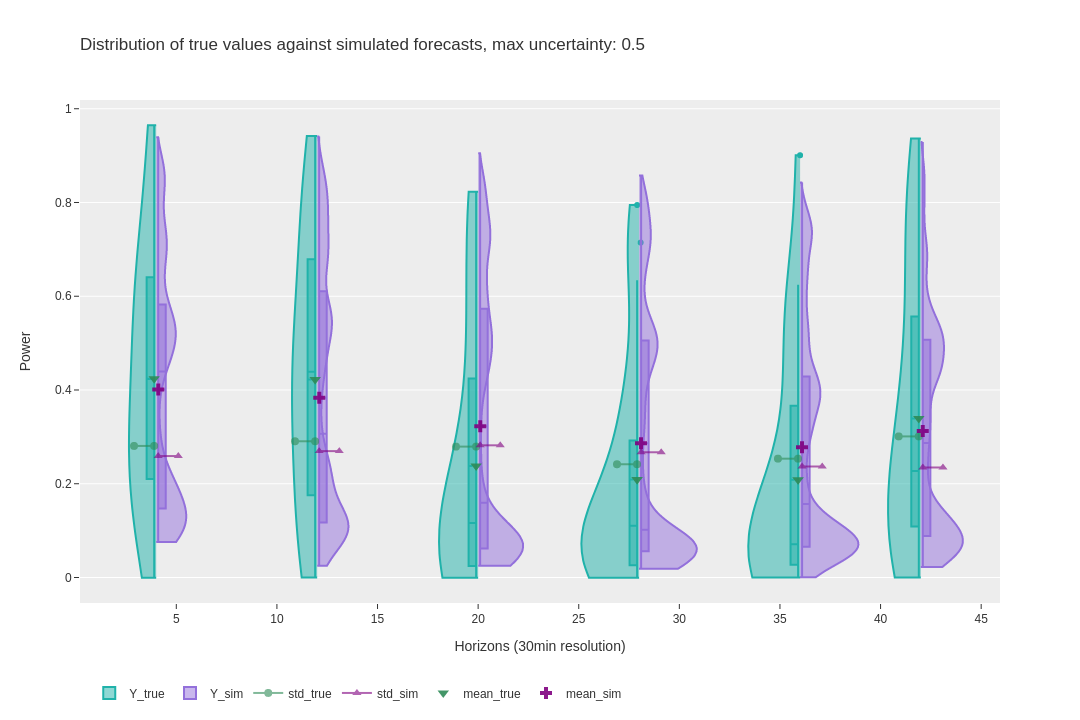 Distribution of true values against simulated forecasts, max uncertainty: 0.5
1
0.8
0.6
0.4
0.2
0
Power
5 10 15 20 25 30 35 40 45
Horizons (30min resolution)
Y_true Y_sim std_true std_sim mean_true mean_sim